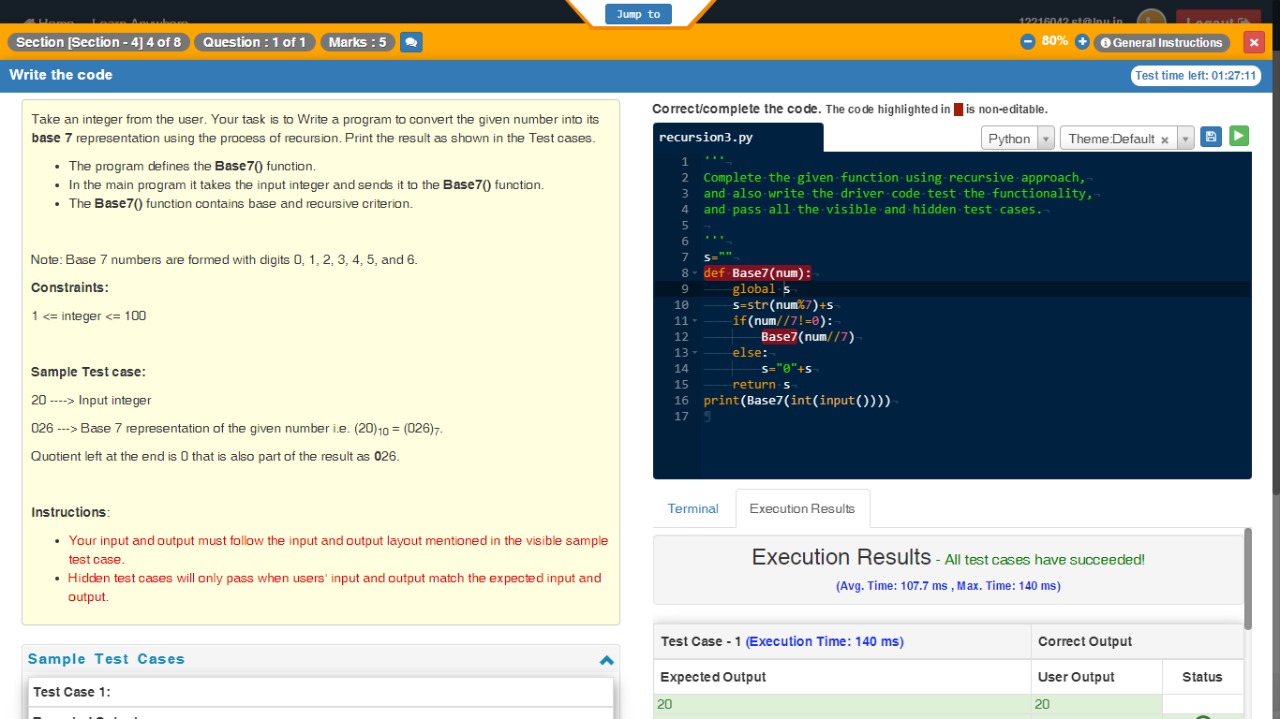 Jump to
Home Learn Anywhere
12216042.st@lpu.in
Logout
Section [Section - 4] 4 of 8 Question : 1 of 1 Marks : 5
80% General Instructions
Write the code
Test time left: 01:27:11
Take an integer from the user. Your task is to Write a program to convert the given number into its
base 7 representation using the process of recursion. Print the result as shown in the Test cases.
The program defines the Base7() function.
In the main program it takes the input integer and sends it to the Base7() function.
The Base7() function contains base and recursive criterion.
Note: Base 7 numbers are formed with digits 0, 1, 2, 3, 4, 5, and 6.
Constraints:
1 <= integer <= 100
Sample Test case:
20 ----> Input integer
026 ---> Base 7 representation of the given number i.e. (20)10 = (026)7.
Quotient left at the end is 0 that is also part of the result as 026.
Instructions:
Your input and output must follow the input and output layout mentioned in the visible sample
test case.
Hidden test cases will only pass when users' input and output match the expected input and
output.
Sample Test Cases
Test Case 1:
Correct/complete the code. The code highlighted in is non-editable.
recursion3.py
Python Theme:Default
1 '''
2 Complete the given function using recursive approach,
3 and also write the driver code test the functionality,
4 and pass all the visible and hidden test cases.
5
6 '''
7 s=""
8 def Base7(num):
9 global s
10 s=str(num%7)+s
11 if(num//7!=0):
12 Base7(num//7)
13 else:
14 s="0"+s
15 return s
16 print(Base7(int(input())))
17
Terminal Execution Results
Execution Results - All test cases have succeeded!
(Avg. Time: 107.7 ms , Max. Time: 140 ms)
Test Case - 1 (Execution Time: 140 ms) Correct Output
Expected Output User Output Status
20 20